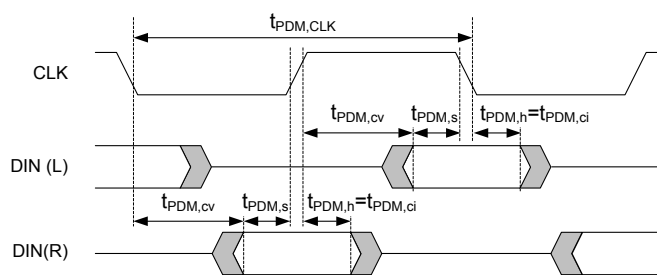 tPDM,CLK
CLK
tPDM,cv
tPDM,s
tPDM,h=tPDM,ci
DIN (L)
tPDM,cv
tPDM,s
tPDM,h=tPDM,ci
DIN(R)